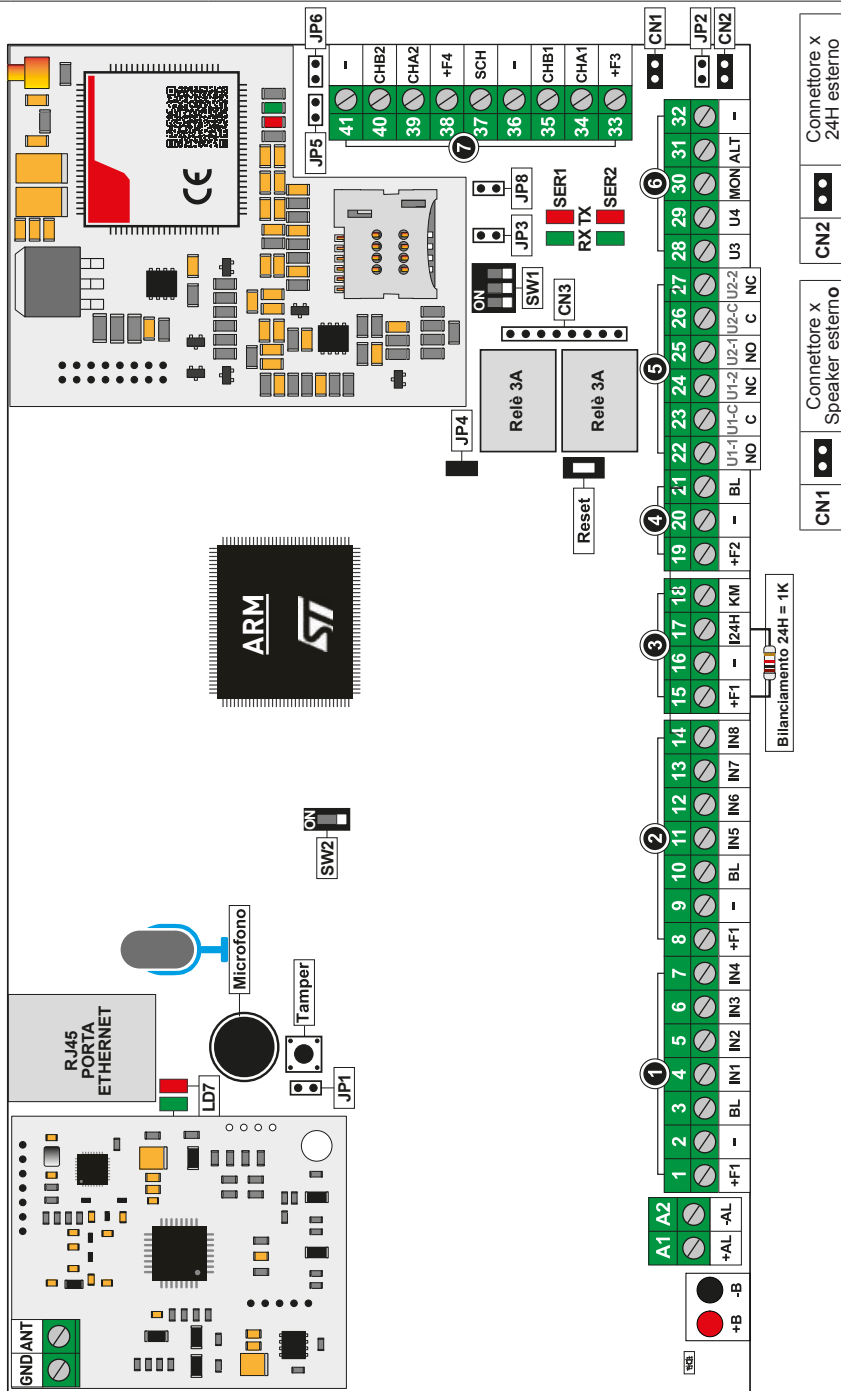 GND ANT
RJ45
PORTA
ETHERNET
LD7
Microfono
Tamper
JP1
ON
SW2
ARM
ST
CE
JP5
JP6
41 -
40 CHB2
39 CHA2
38 +F4
37 SCH
36 -
35 CHB1
34 CHA1
33 +F3
7
JP4
Relè 3A
Relè 3A
Reset
ON
SW1
CN3
JP3
JP8
RX TX
SER1
SER2
CN1
JP2
CN2
+B -B
A1 A2
+AL -AL
1 2 3 4 5 6
1 2 3 4 5 6 7 8 9 10 11 12 13 14 15 16 17 18 19 20 21 22 23 24 25 26 27 28 29 30 31 32
+F1 - BL IN1 IN2 IN3 IN4 +F1 - BL IN5 IN6 IN7 IN8 +F1 - I24H KM +F2 - BL U1-1 U1-C U1-2 U2-1 U2-C U2-2 U3 U4 MON ALT -
NO C NC NO C NC
Bilanciamento 24H = 1K
CN1 Connettore x
Speaker esterno
CN2 Connettore x
24H esterno